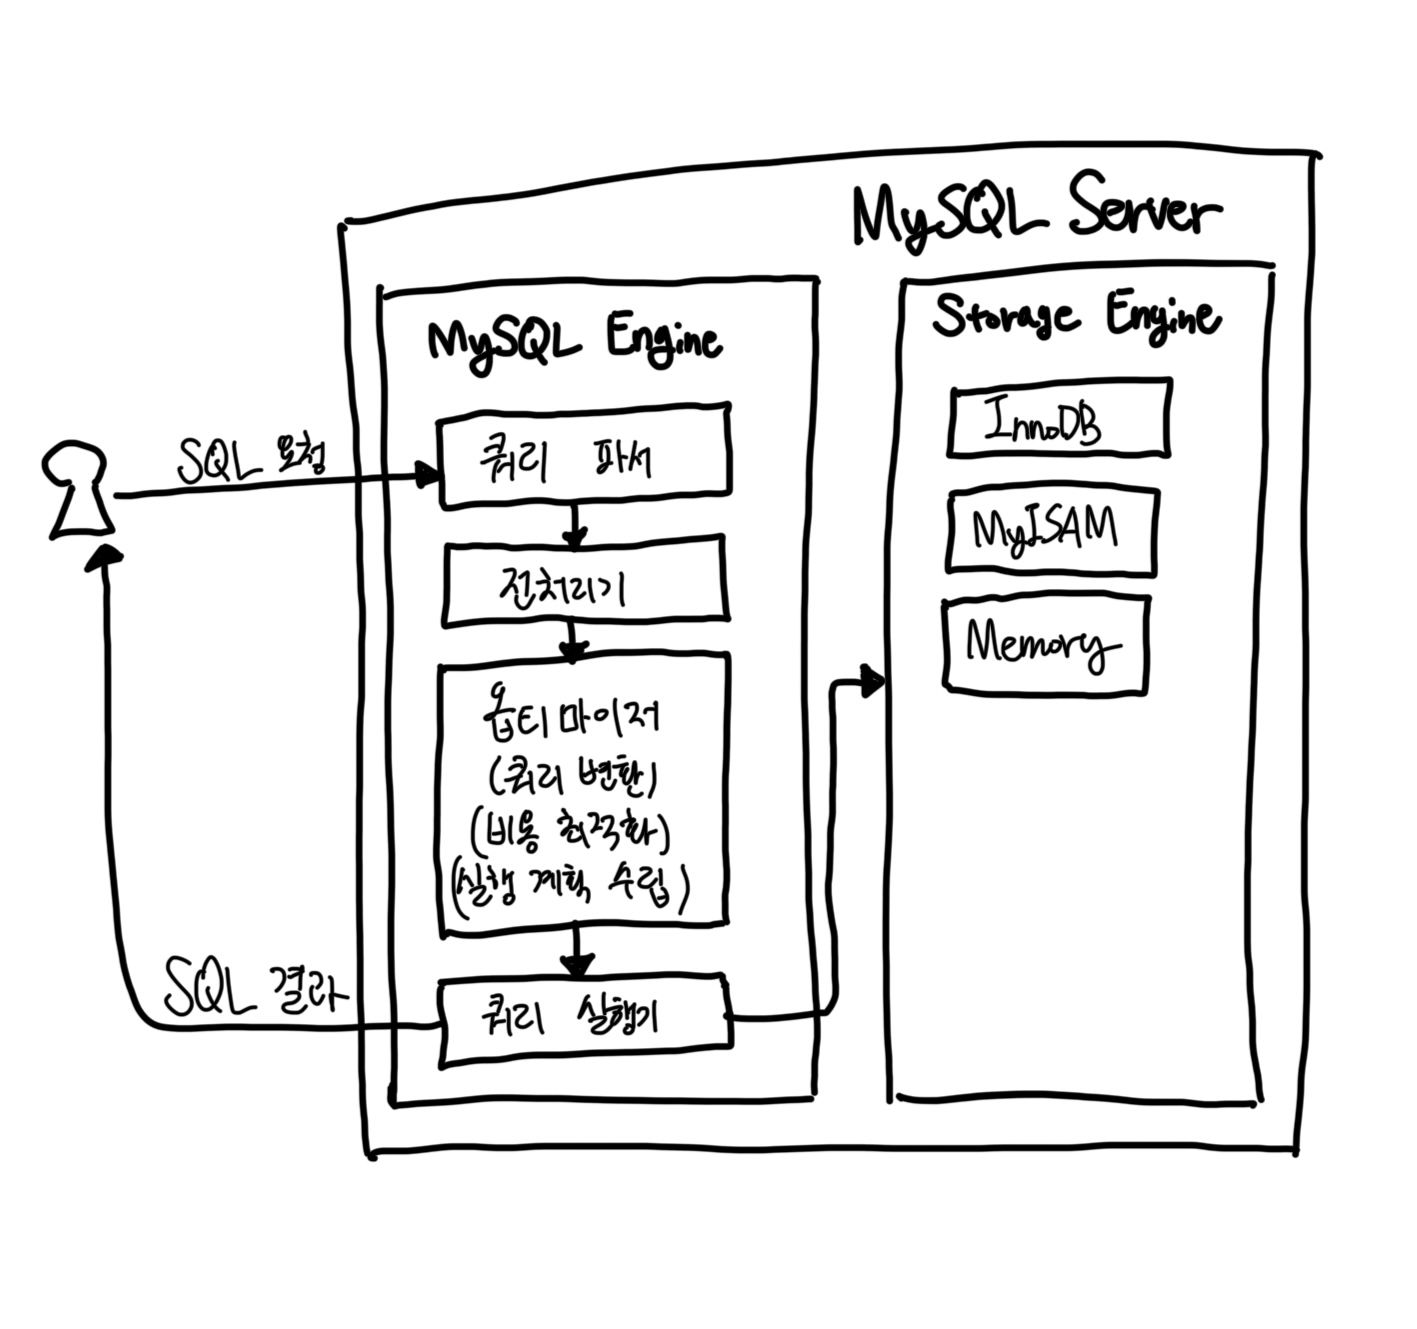 MySQL Server
MySQL Engine
Storage Engine
SQL 요청
쿼리 파서
전처리기
옵티마이저
(쿼리 변환)
(비용 최적화)
(실행 계획 수립)
쿼리 실행기
SQL 결과
InnoDB
MyISAM
Memory